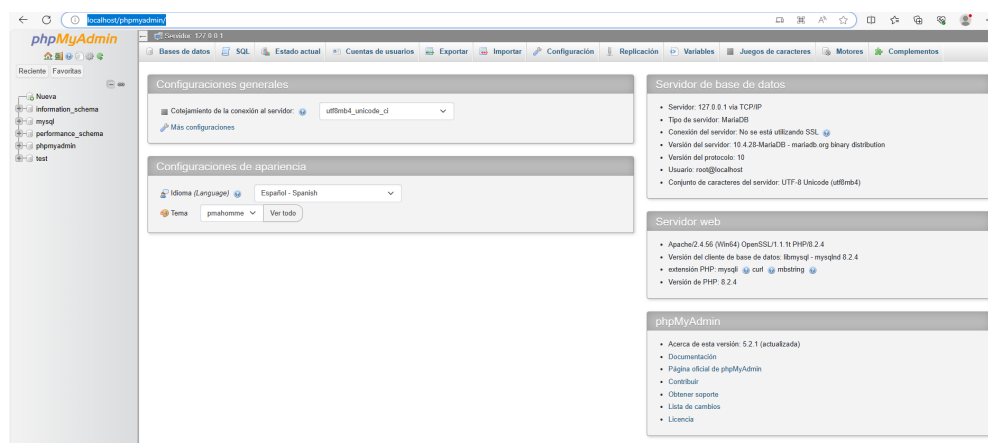 localhost/phpmyadmin/
phpMyAdmin
Reciente Favoritas
Nueva
information_schema
mysql
performance_schema
phpmyadmin
test
Servidor: 127.0.0.1
Bases de datos SQL Estado actual Cuentas de usuarios Exportar Importar Configuración Replicación Variables Juegos de caracteres Motores Complementos
Configuraciones generales
Cotejamiento de la conexión al servidor: utf8mb4_unicode_ci
Más configuraciones
Configuraciones de apariencia
Idioma (Language) Español - Spanish
Tema pmahomme Ver todo
Servidor de base de datos
Servidor: 127.0.0.1 via TCP/IP
Tipo de servidor: MariaDB
Conexión del servidor: No se está utilizando SSL
Versión del servidor: 10.4.28-MariaDB - mariadb.org binary distribution
Versión del protocolo: 10
Usuario: root@localhost
Conjunto de caracteres del servidor: UTF-8 Unicode (utf8mb4)
Servidor web
Apache/2.4.56 (Win64) OpenSSL/1.1.1t PHP/8.2.4
Versión del cliente de base de datos: libmysql - mysqlnd 8.2.4
extensión PHP: mysqli curl mbstring
Versión de PHP: 8.2.4
phpMyAdmin
Acerca de esta versión: 5.2.1 (actualizada)
Documentación
Página oficial de phpMyAdmin
Contribuir
Obtener soporte
Lista de cambios
Licencia